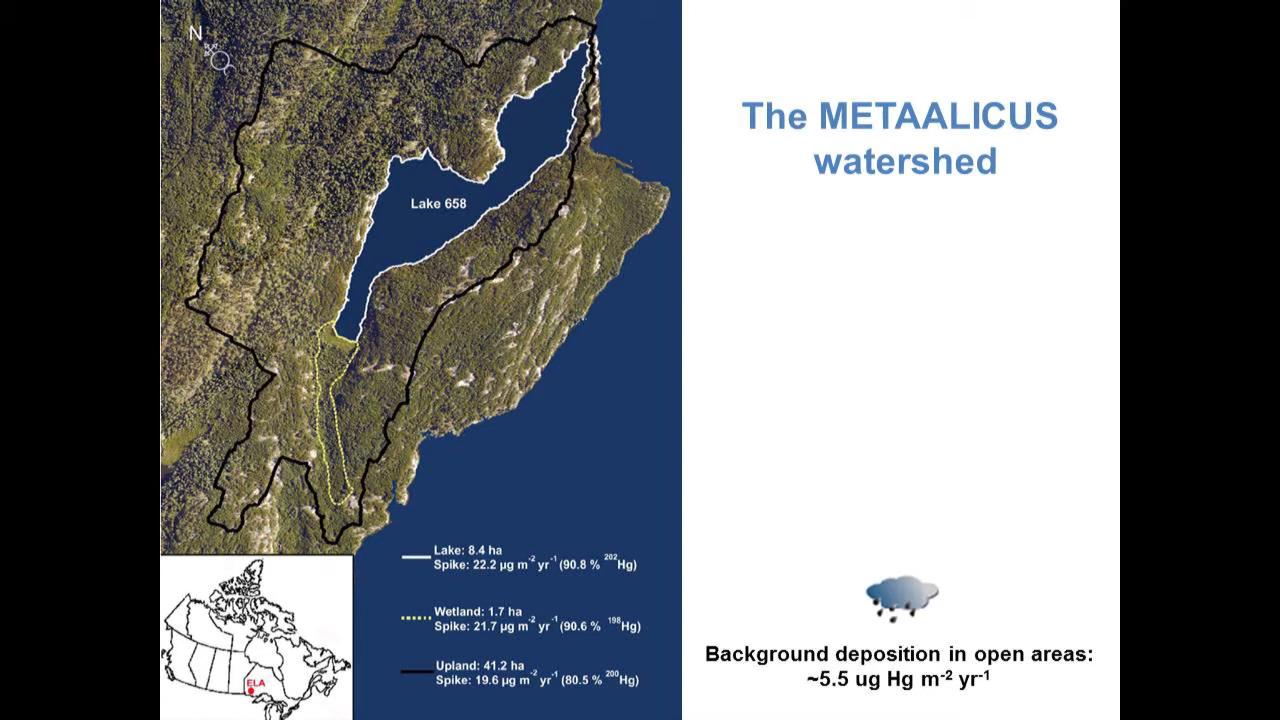 N
The METAALICUS
watershed
Lake 658
Lake: 8.4 ha
Spike: 22.2 µg m⁻² yr⁻¹ (90.8 % ²⁰²Hg)
Wetland: 1.7 ha
Spike: 21.7 µg m⁻² yr⁻¹ (90.6 % ¹⁹⁸Hg)
Upland: 41.2 ha
Spike: 19.6 µg m⁻² yr⁻¹ (80.5 % ²⁰⁰Hg)
ELA
Background deposition in open areas:
~5.5 ug Hg m⁻² yr⁻¹